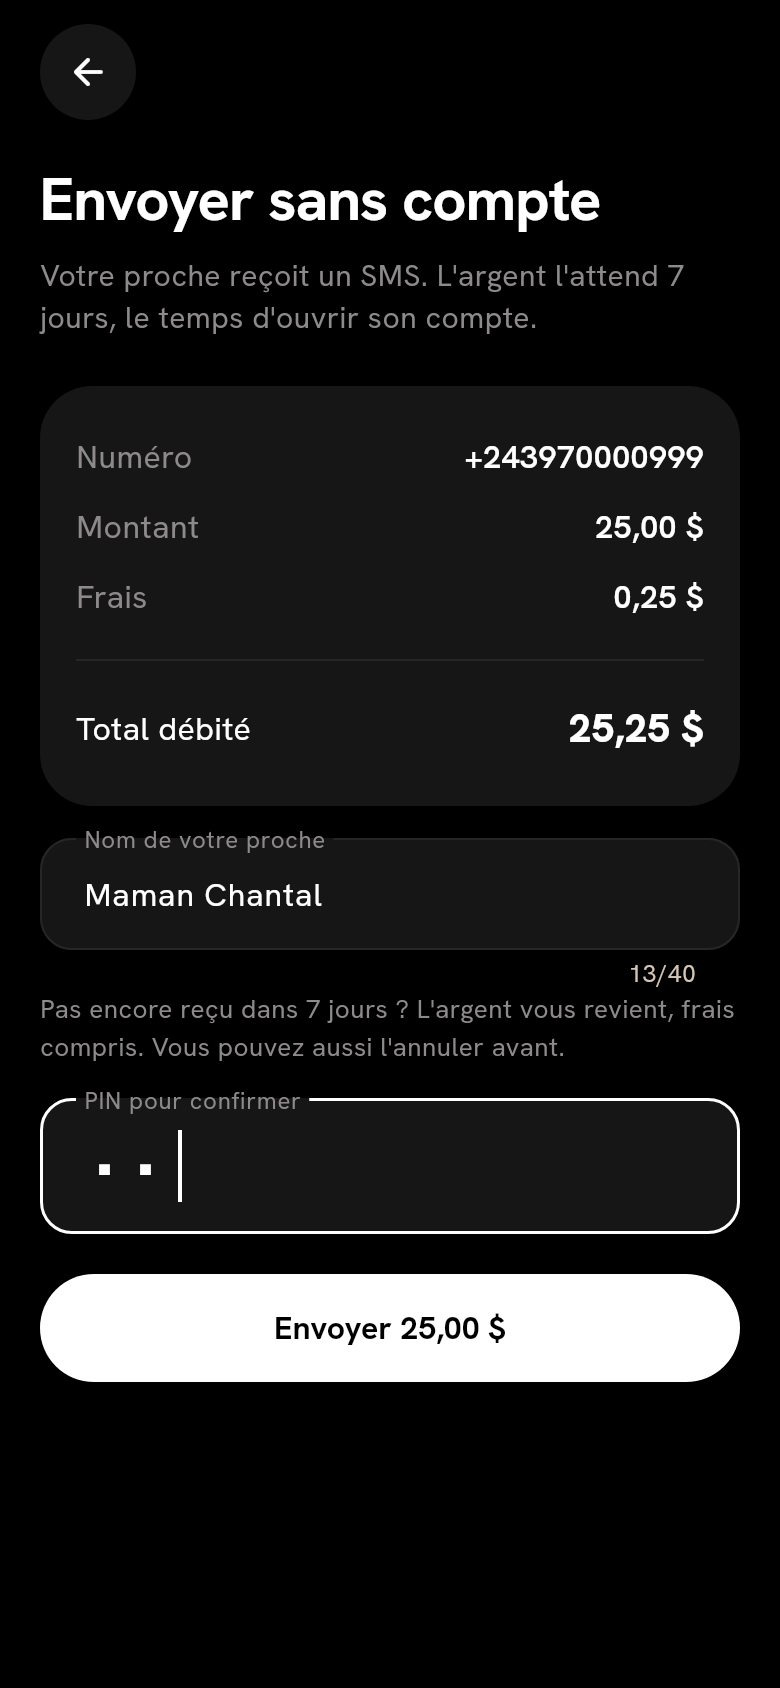 Envoyer sans compte
Votre proche reçoit un SMS. L'argent l'attend 7
jours, le temps d'ouvrir son compte.
Numéro +243970000999
Montant 25,00 $
Frais 0,25 $
Total débité 25,25 $
Nom de votre proche
Maman Chantal
13/40
Pas encore reçu dans 7 jours ? L'argent vous revient, frais
compris. Vous pouvez aussi l'annuler avant.
PIN pour confirmer
Envoyer 25,00 $